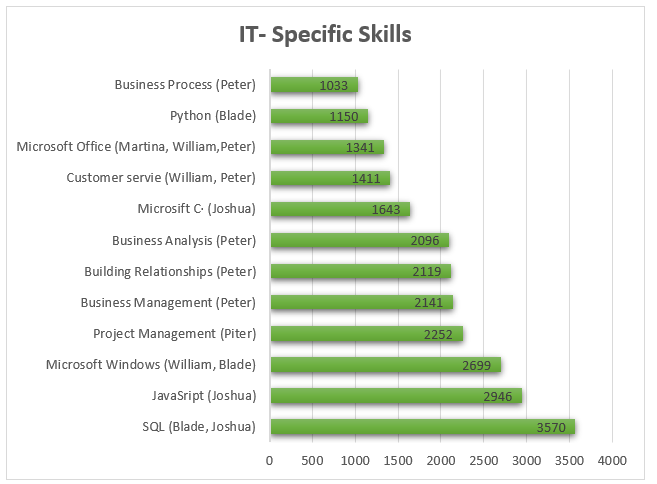 IT- Specific Skills
Business Process (Peter) 1033
Python (Blade) 1150
Microsoft Office (Martina, William,Peter) 1341
Customer servie (William, Peter) 1411
Microsift C· (Joshua) 1643
Business Analysis (Peter) 2096
Building Relationships (Peter) 2119
Business Management (Peter) 2141
Project Management (Piter) 2252
Microsoft Windows (William, Blade) 2699
JavaSript (Joshua) 2946
SQL (Blade, Joshua) 3570
0 500 1000 1500 2000 2500 3000 3500 4000